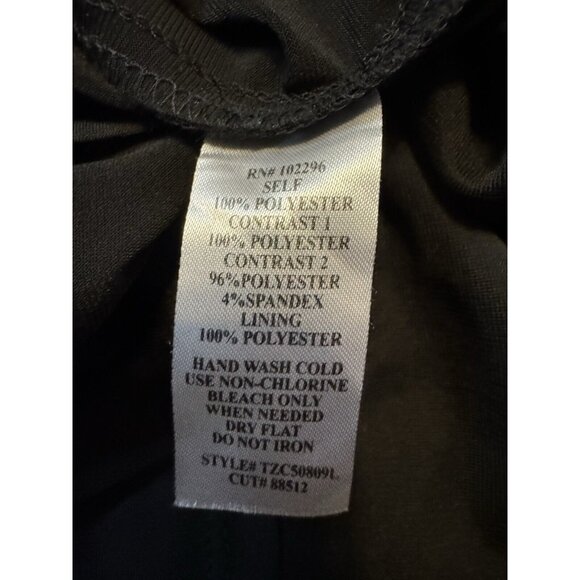 RN# 102296
SELF
100% POLYESTER
CONTRAST 1
100% POLYESTER
CONTRAST 2
96%POLYESTER
4%SPANDEX
LINING
100% POLYESTER
HAND WASH COLD
USE NON-CHLORINE
BLEACH ONLY
WHEN NEEDED
DRY FLAT
DO NOT IRON
STYLE# TZC50809L
CUT# 88512